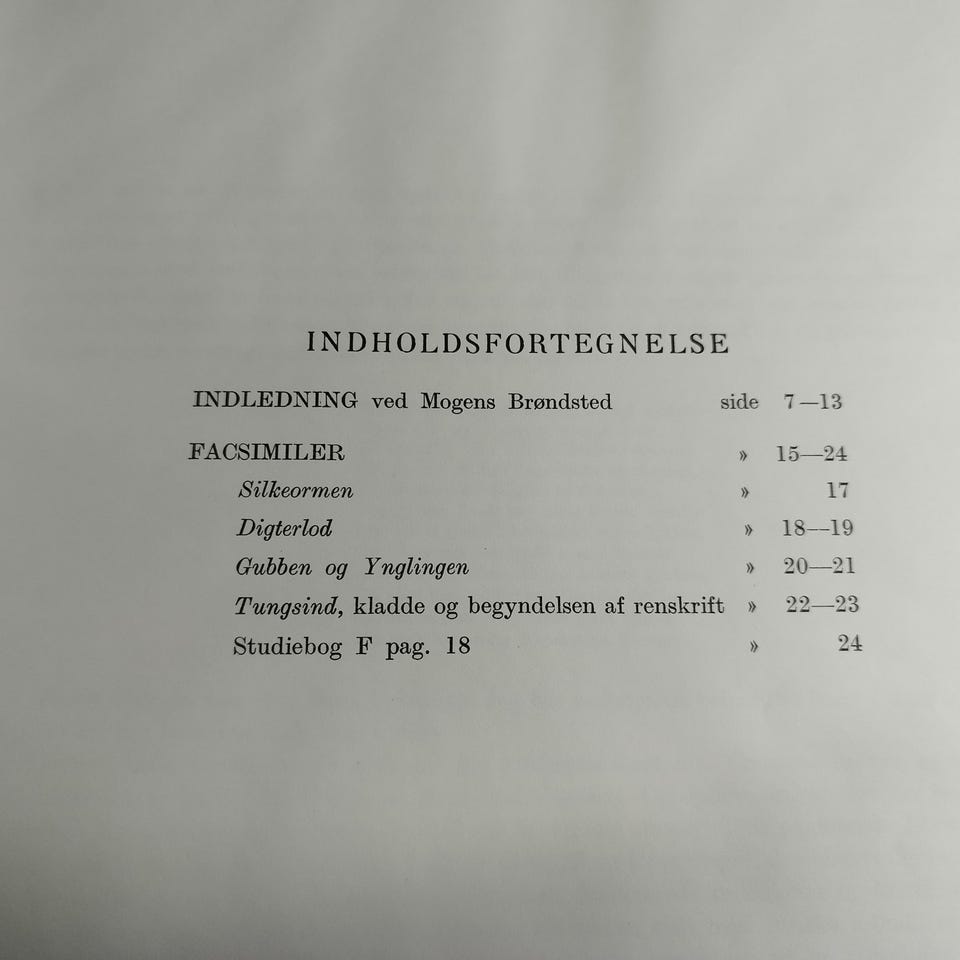 INDHOLDSFORTEGNELSE
INDLEDNING ved Mogens Brøndsted side 7—13
FACSIMILER » 15—24
Silkeormen » 17
Digterlod » 18—19
Gubben og Ynglingen » 20—21
Tungsind, kladde og begyndelsen af renskrift » 22—23
Studiebog F pag. 18 » 24